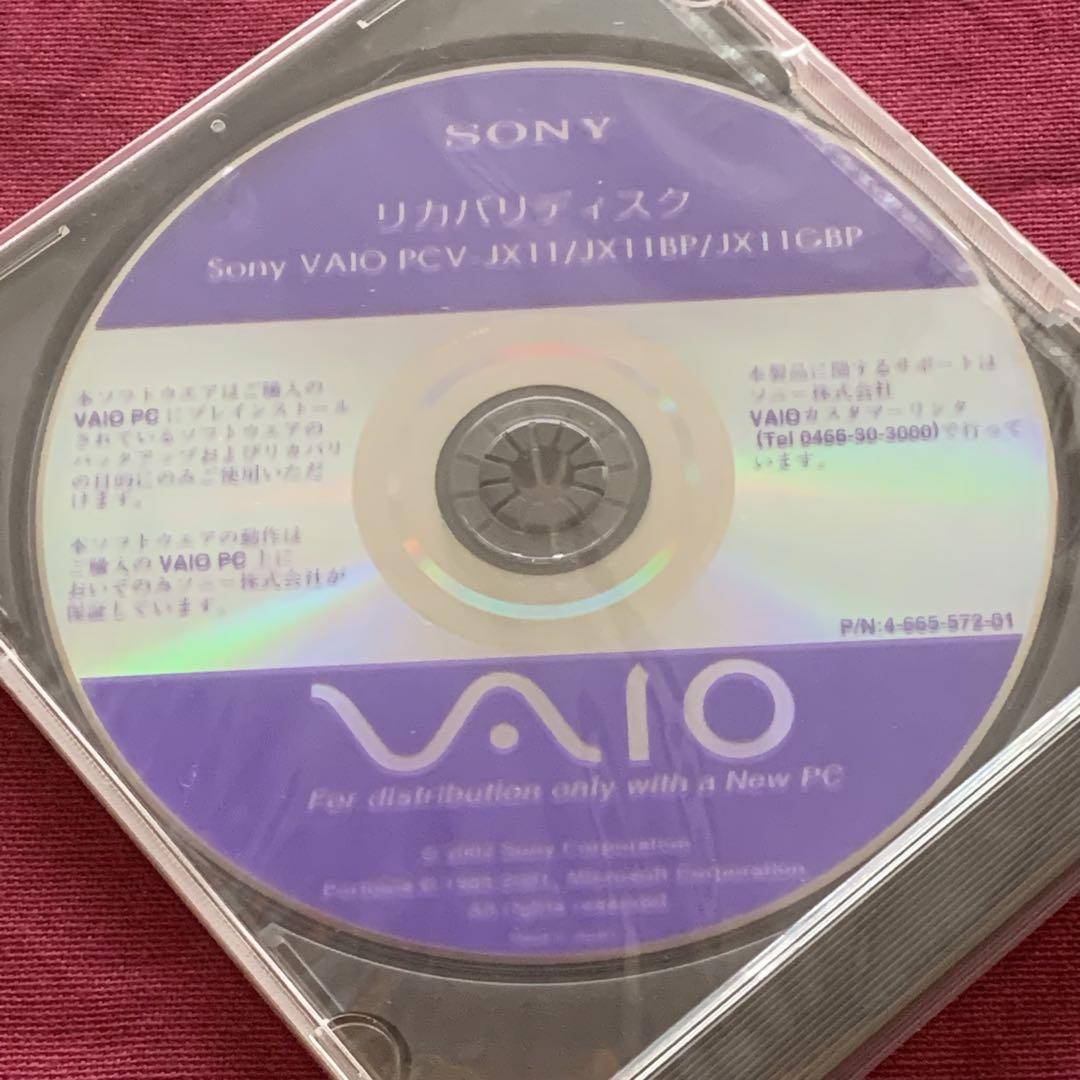 SONY
リカバリディスク
Sony VAIO PCV-JX11/JX11BP/JX11GBP
本ソフトウエアはご購入の
VAIO PCにプレインストール
されているソフトウエアの
バックアップおよびリカバリ
の目的にのみご使用いただ
けます。
本ソフトウエアの動作は
ご購入の VAIO PC 上に
おいてのみソニー株式会社が
保証しています。
本製品に関するサポートは
ソニー株式会社
VAIOカスタマーリンク
(Tel 0466-30-3000)で行って
います。
P/N:4-665-572-01
VAIO
For distribution only with a New PC
© 2002 Sony Corporation
Portions © Microsoft Corporation
All rights reserved